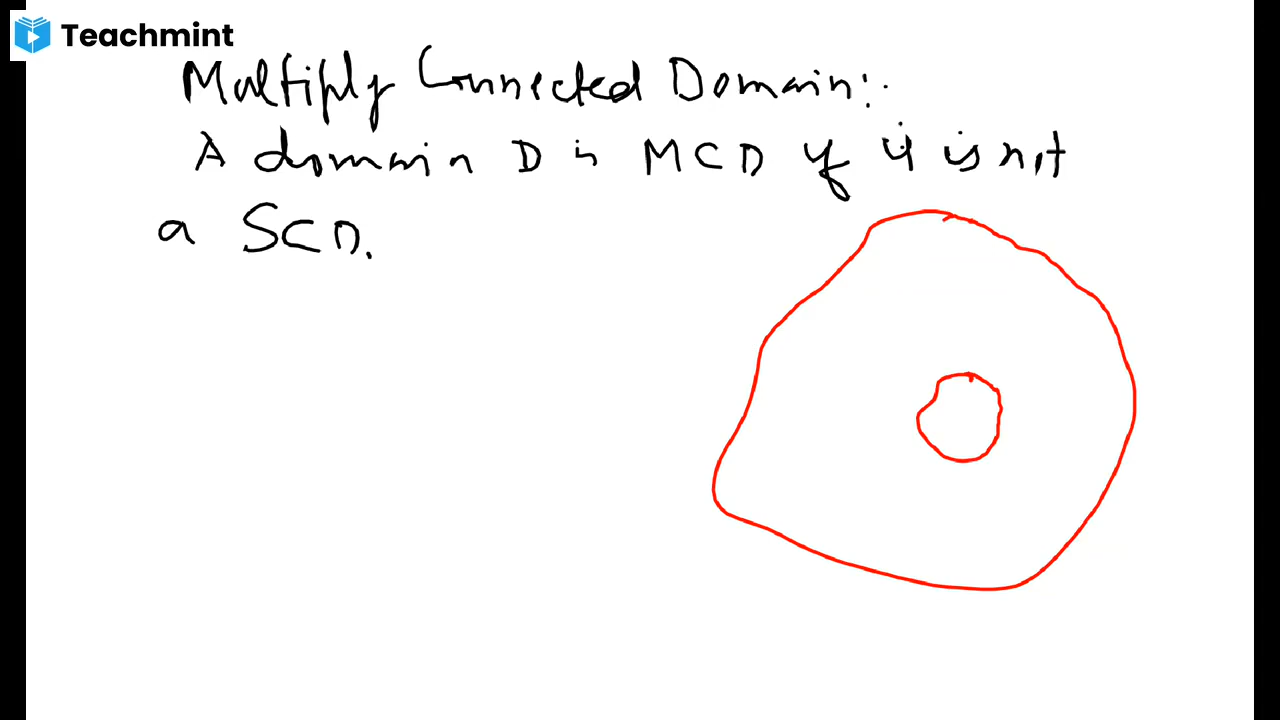 Teachmint
Multiply Connected Domain:.
A domain D is MCD if it is not
a SCD.